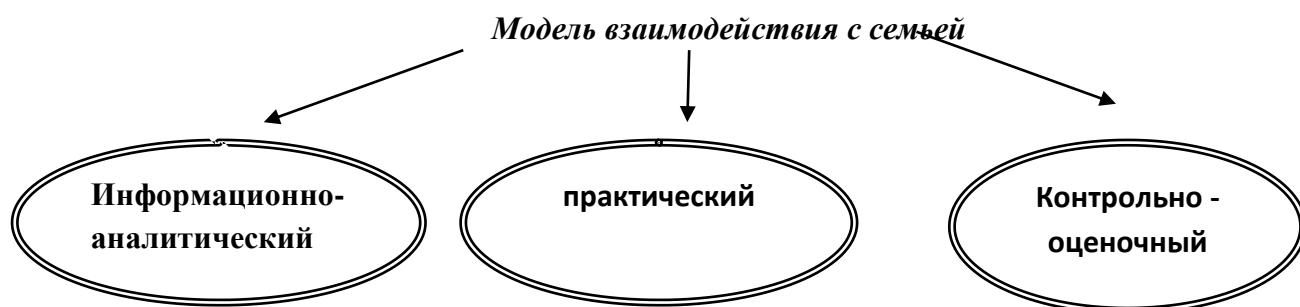 Модель взаимодействия с семьей
Информационно-
аналитический
практический
Контрольно -
оценочный